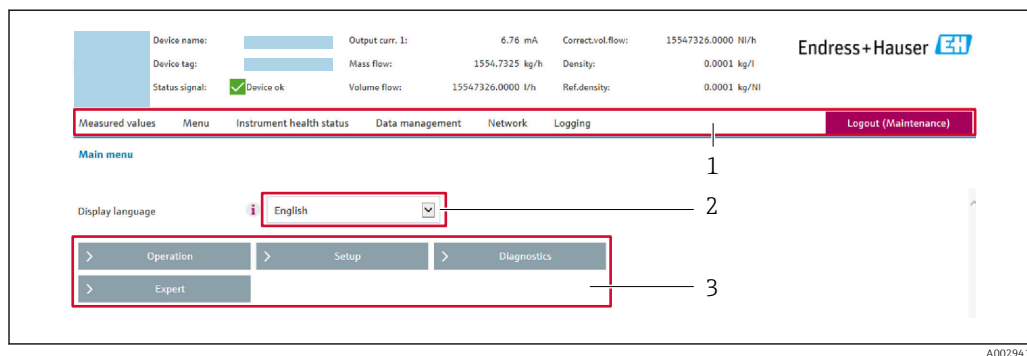 Device name: Output curr. 1: 6.76 mA Correct.vol.flow: 15547326.0000 Nl/h
Endress+Hauser EH
Device tag: Mass flow: 1554.7325 kg/h Density: 0.0001 kg/l
Status signal: Device ok Volume flow: 15547326.0000 l/h Ref.density: 0.0001 kg/Nl
Measured values Menu Instrument health status Data management Network Logging Logout (Maintenance)
1
Main menu
Display language i English 2
> Operation > Setup > Diagnostics
> Expert 3